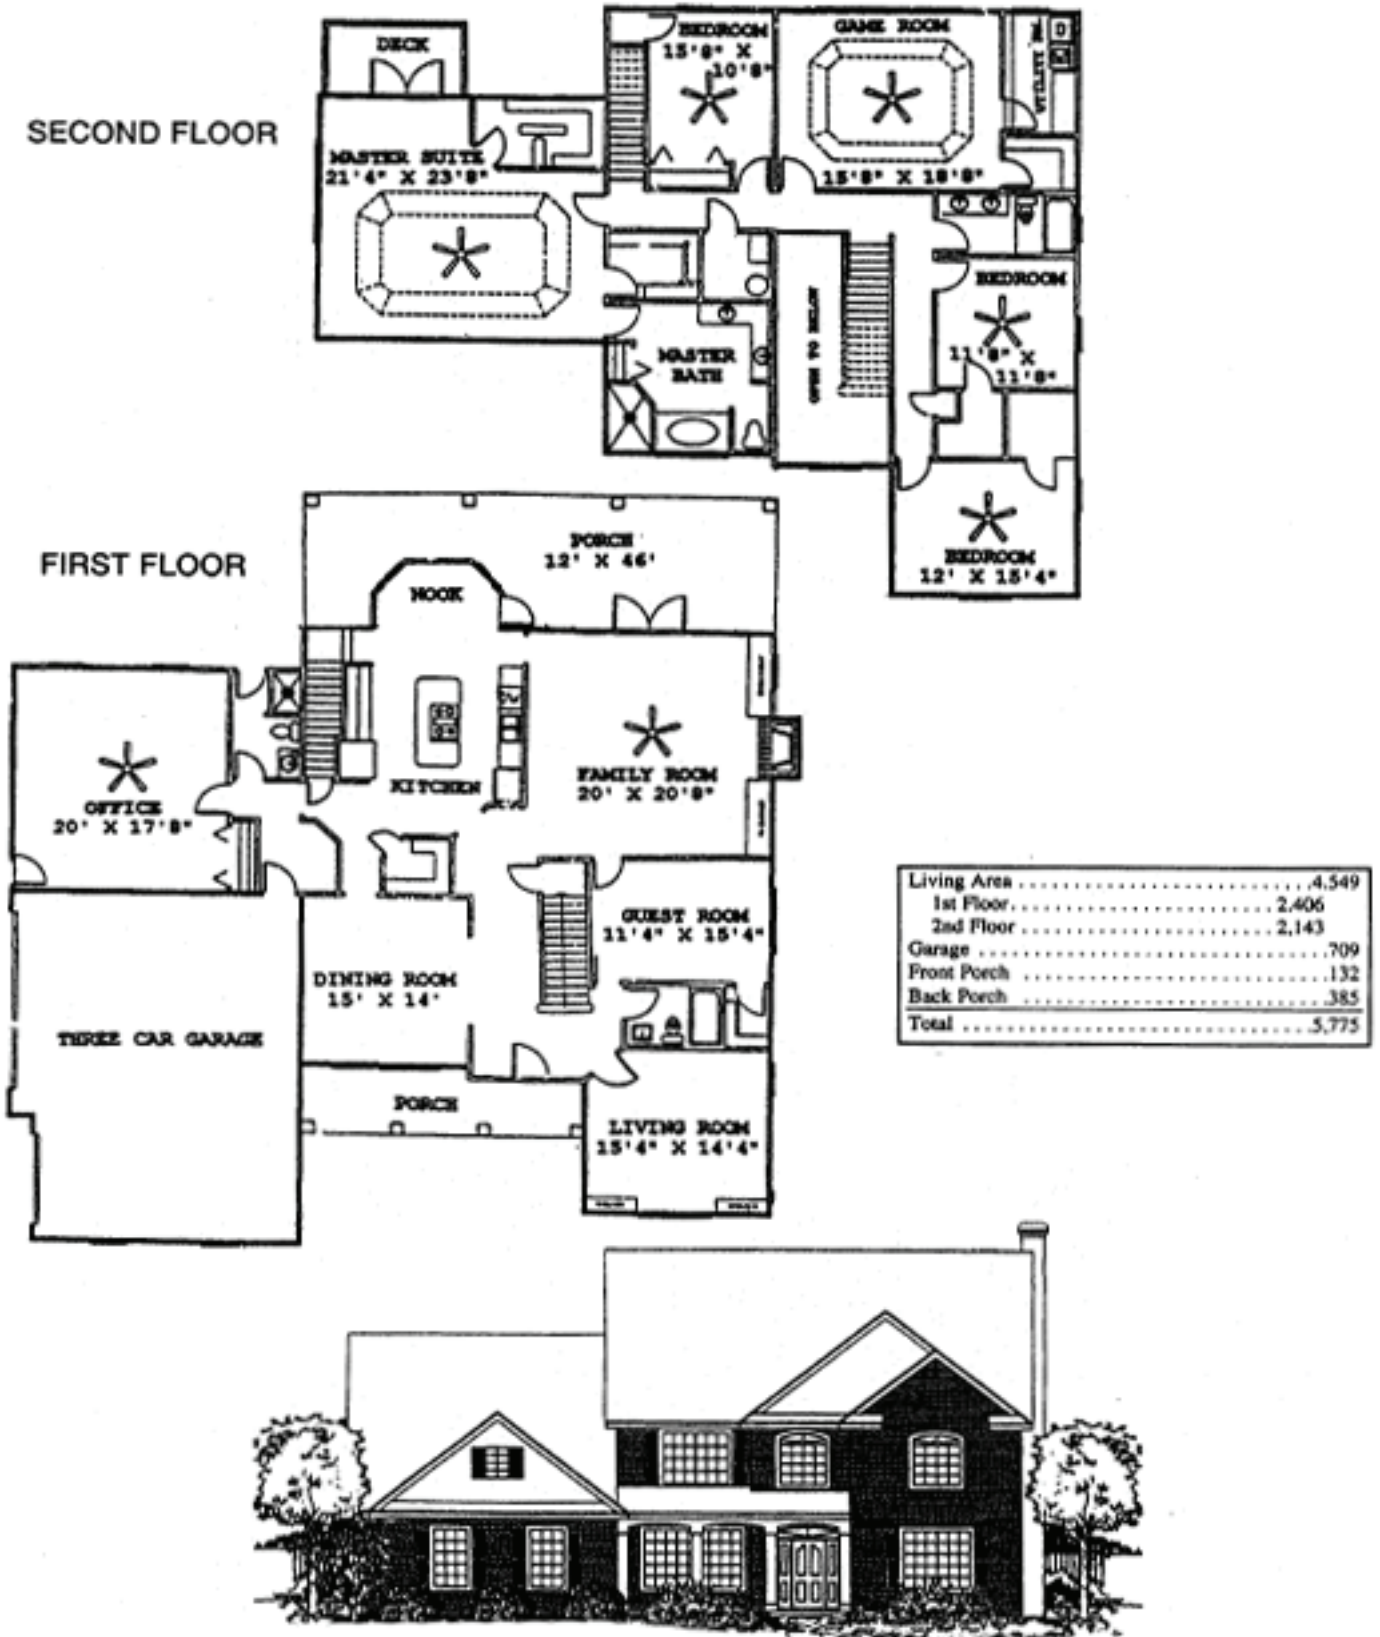 SECOND FLOOR
DECK
MASTER SUITE
21'4" X 23'8"
BEDROOM
15'8" X
10'8"
GAME ROOM
15'8" X 18'8"
UTILITY RM
D
MASTER
BATH
OPEN TO BELOW
BEDROOM
11'8" X
11'8"
BEDROOM
12' X 15'4"
FIRST FLOOR
PORCH
12' X 46'
NOOK
KITCHEN
FAMILY ROOM
20' X 20'8"
OFFICE
20' X 17'8"
GUEST ROOM
11'4" X 15'4"
DINING ROOM
15' X 14'
THREE CAR GARAGE
PORCH
LIVING ROOM
15'4" X 14'4"
Living Area ........................ 4,549
1st Floor........................ 2,406
2nd Floor ........................ 2,143
Garage ........................ 709
Front Porch ........................ 132
Back Porch ........................ 385
Total ........................ 5,775